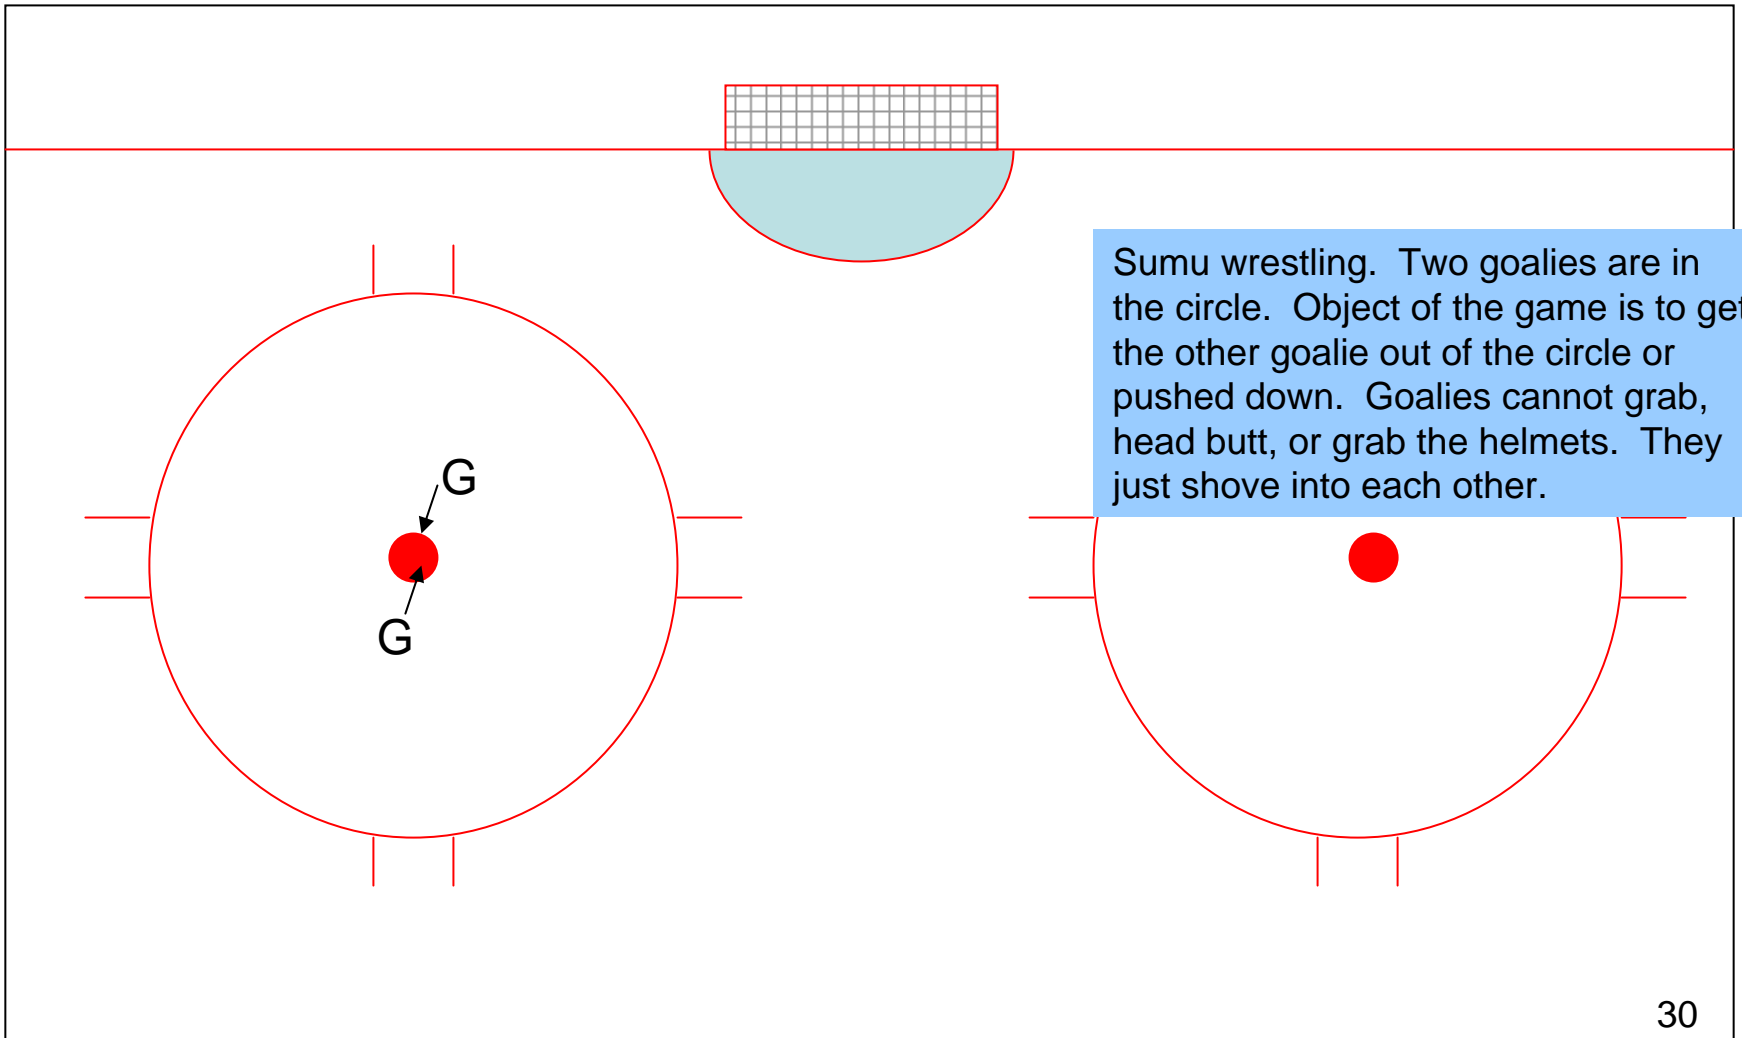 Sumu wrestling.  Two goalies are in
the circle.  Object of the game is to get
the other goalie out of the circle or
pushed down.  Goalies cannot grab,
head butt, or grab the helmets.  They
just shove into each other.
G
G
30